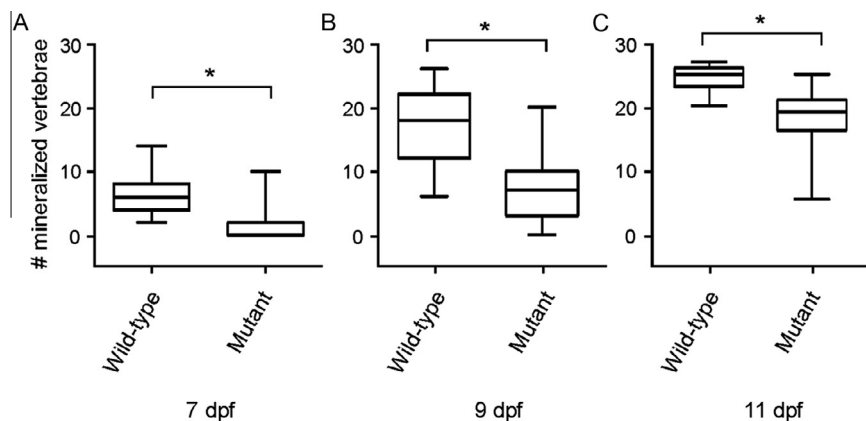 A
B
C
# mineralized vertebrae
30
20
10
0
*
Wild-type
Mutant
7 dpf
30
20
10
0
*
Wild-type
Mutant
9 dpf
30
20
10
0
*
Wild-type
Mutant
11 dpf